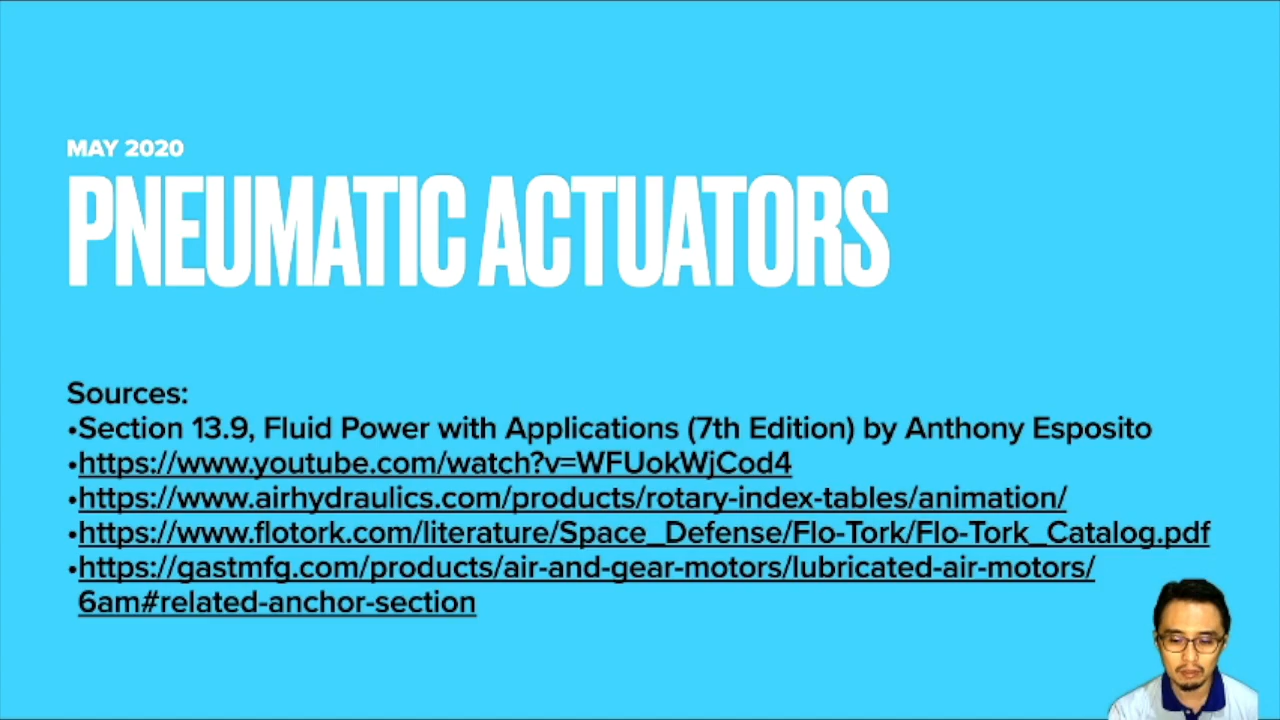 MAY 2020
PNEUMATIC ACTUATORS
Sources:
•Section 13.9, Fluid Power with Applications (7th Edition) by Anthony Esposito
•https://www.youtube.com/watch?v=WFUokWjCod4
•https://www.airhydraulics.com/products/rotary-index-tables/animation/
•https://www.flotork.com/literature/Space_Defense/Flo-Tork/Flo-Tork_Catalog.pdf
•https://gastmfg.com/products/air-and-gear-motors/lubricated-air-motors/
6am#related-anchor-section